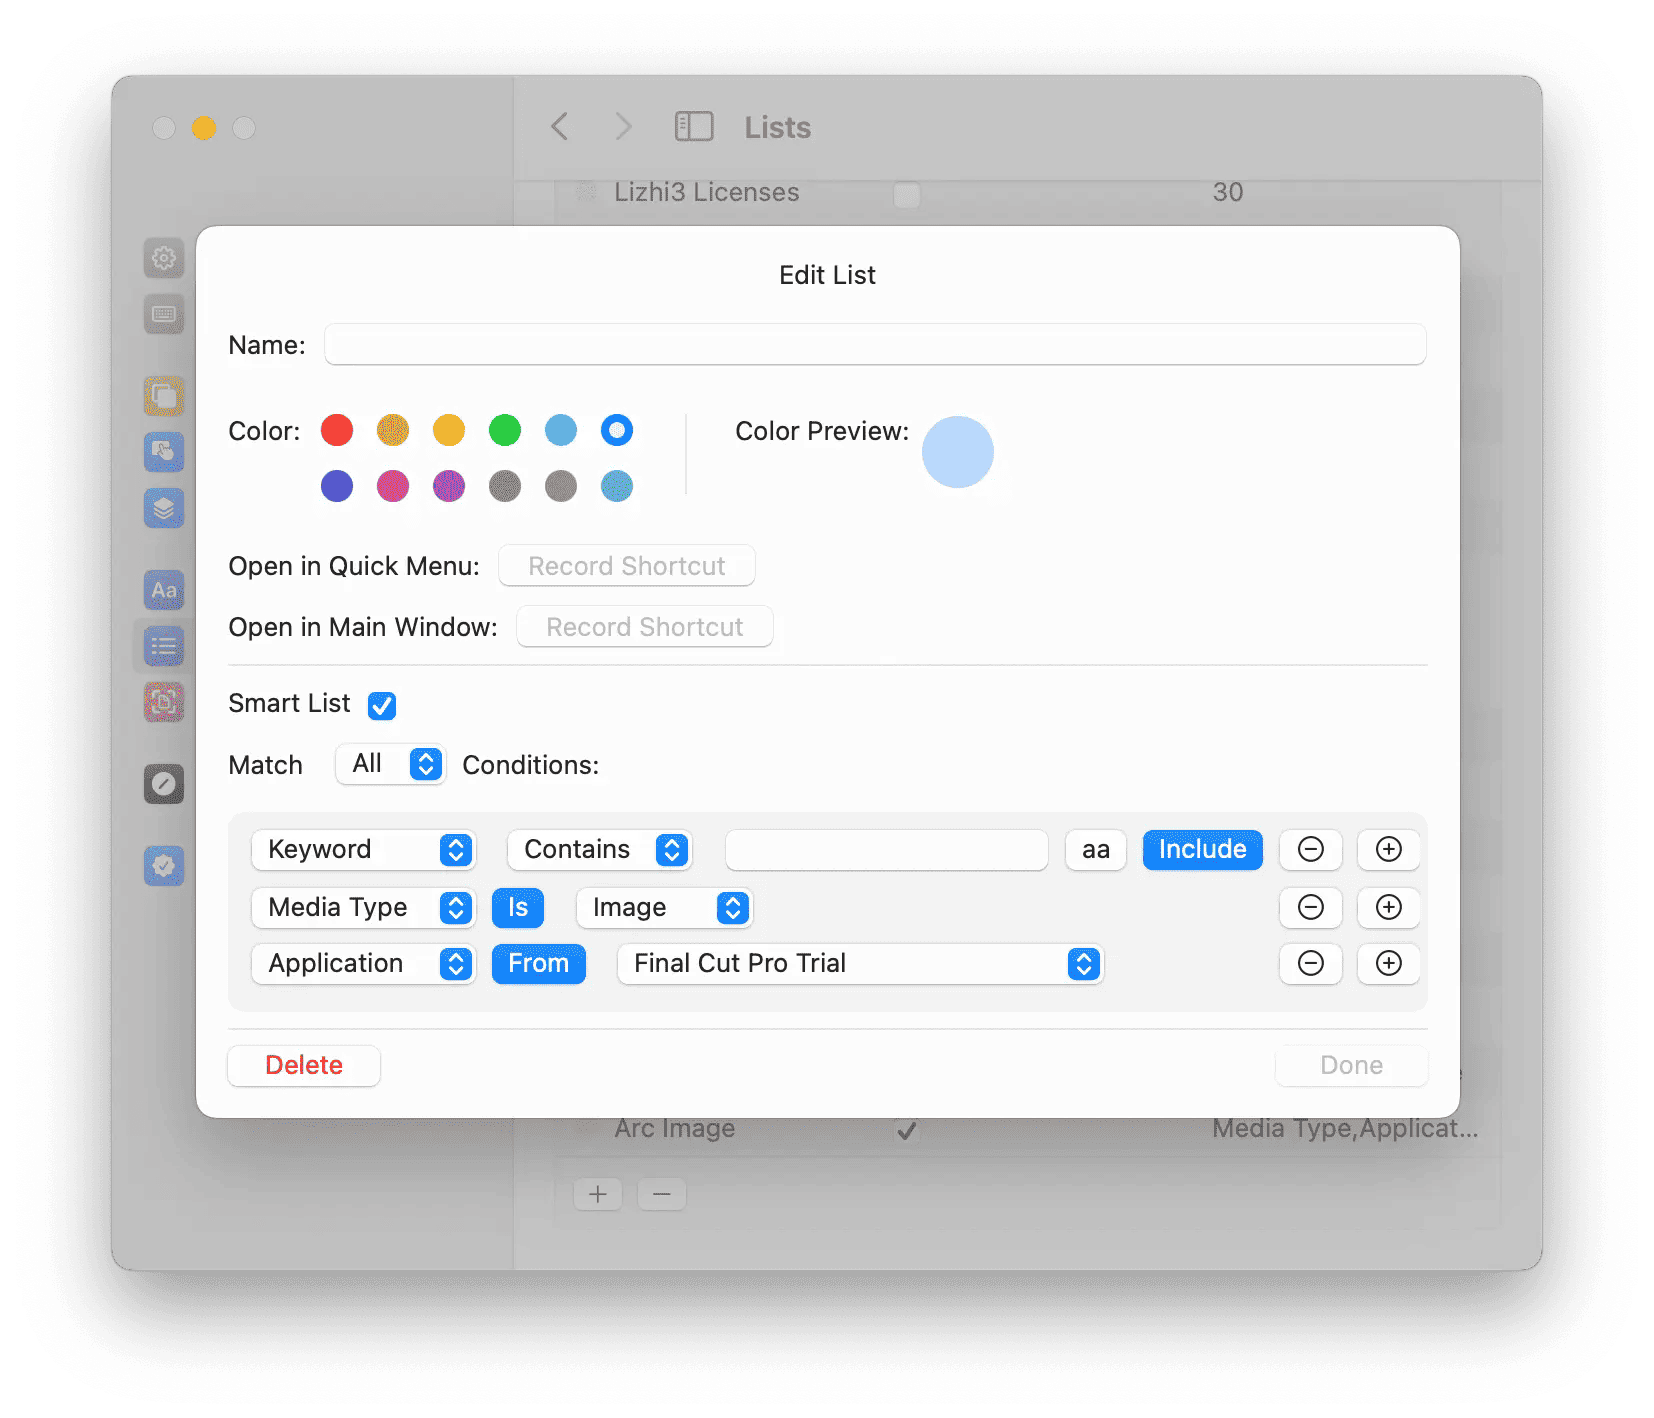 Lists
Lizhi3 Licenses 30
Edit List
Name:
Color: Color Preview:
Open in Quick Menu: Record Shortcut
Open in Main Window: Record Shortcut
Smart List
Match All Conditions:
Keyword Contains aa Include
Aa
Media Type Is Image
Application From Final Cut Pro Trial
Delete Done
Arc Image Media Type,Applicat...